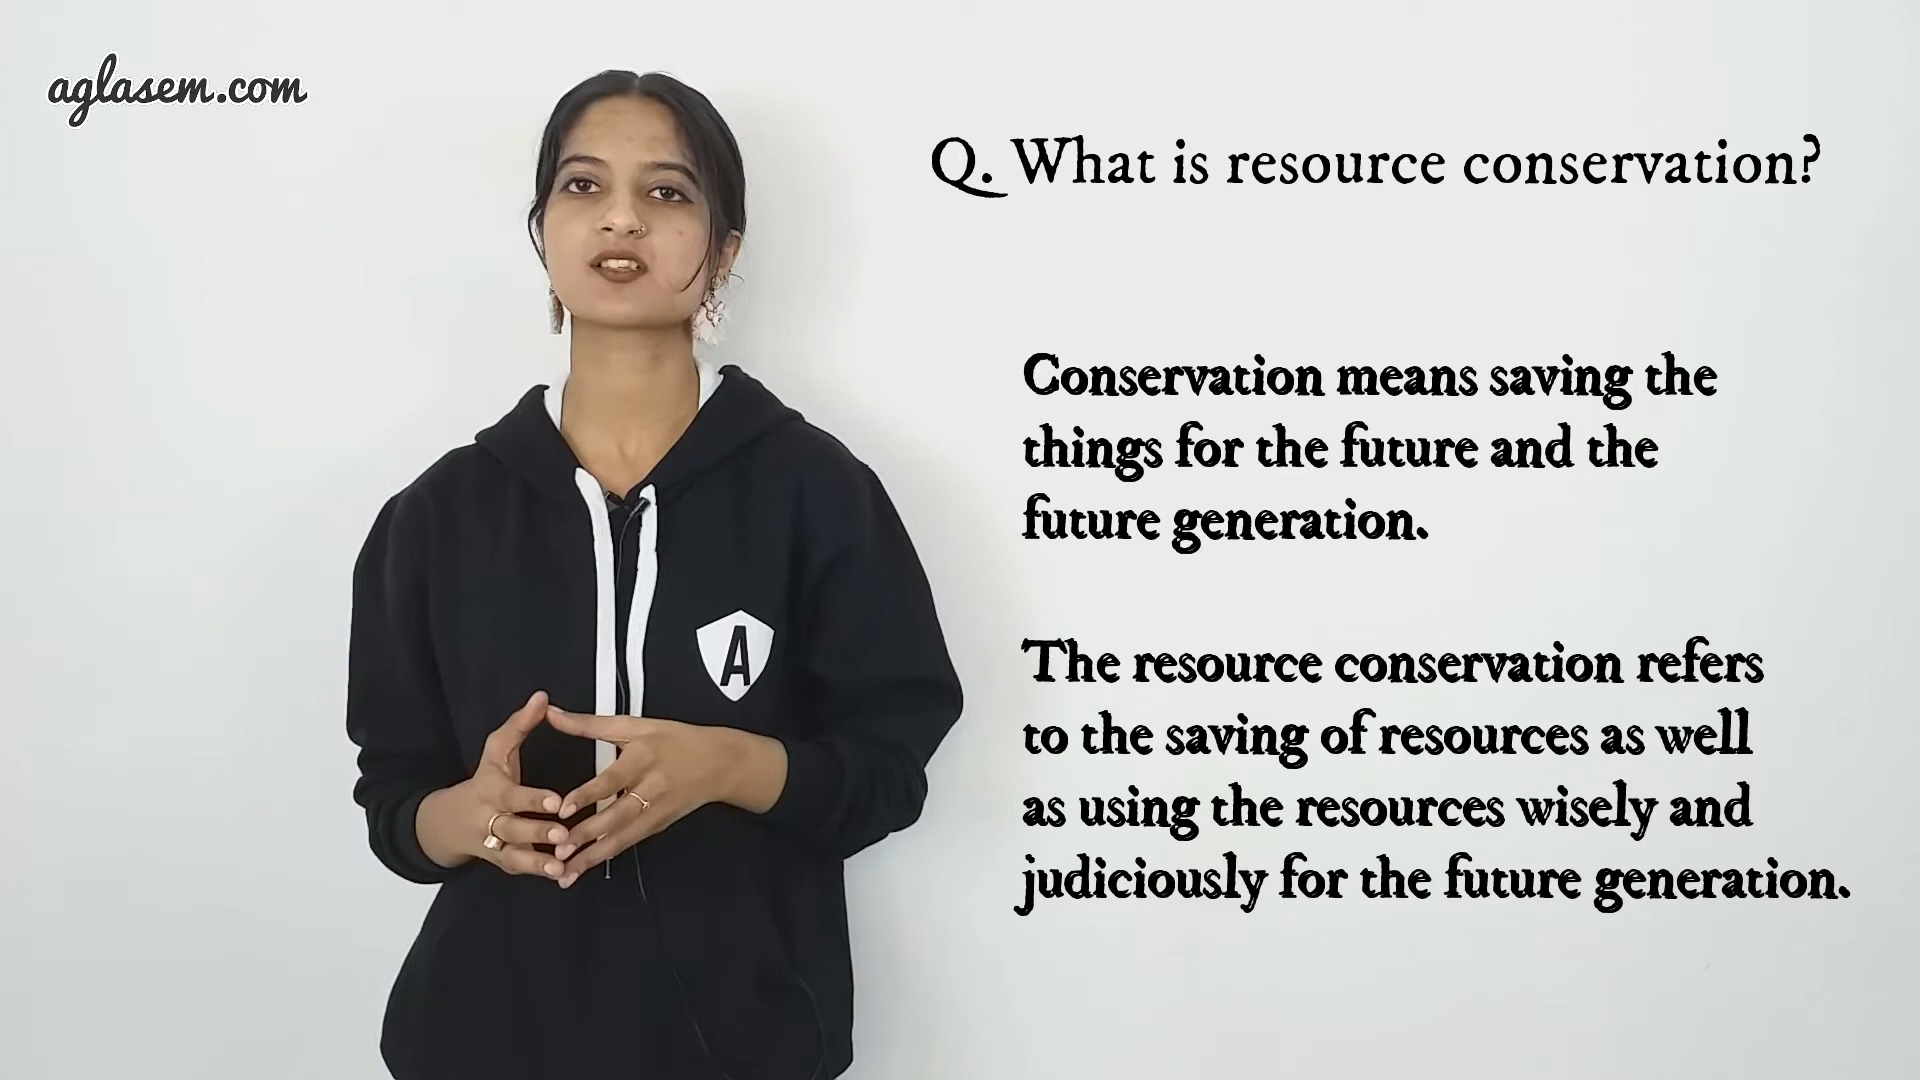 aglasem.com
Q. What is resource conservation?
Conservation means saving the
things for the future and the
future generation.
The resource conservation refers
to the saving of resources as well
as using the resources wisely and
judiciously for the future generation.
A